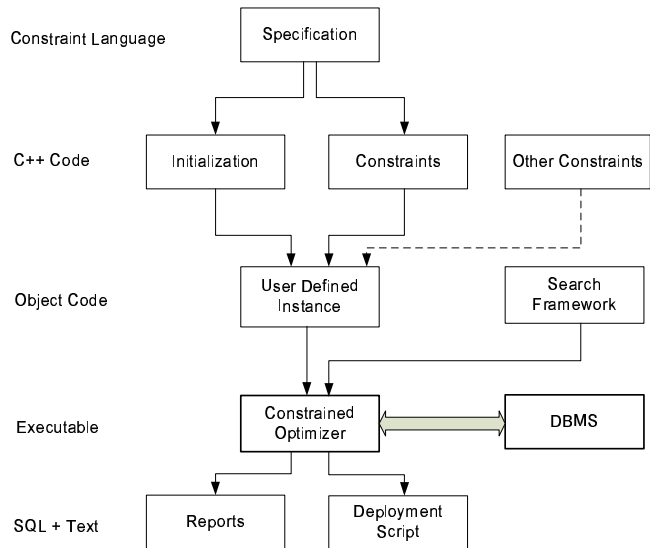 Constraint Language
Specification
C++ Code
Initialization
Constraints
Other Constraints
Object Code
User Defined
Instance
Search
Framework
Executable
Constrained
Optimizer
DBMS
SQL + Text
Reports
Deployment
Script